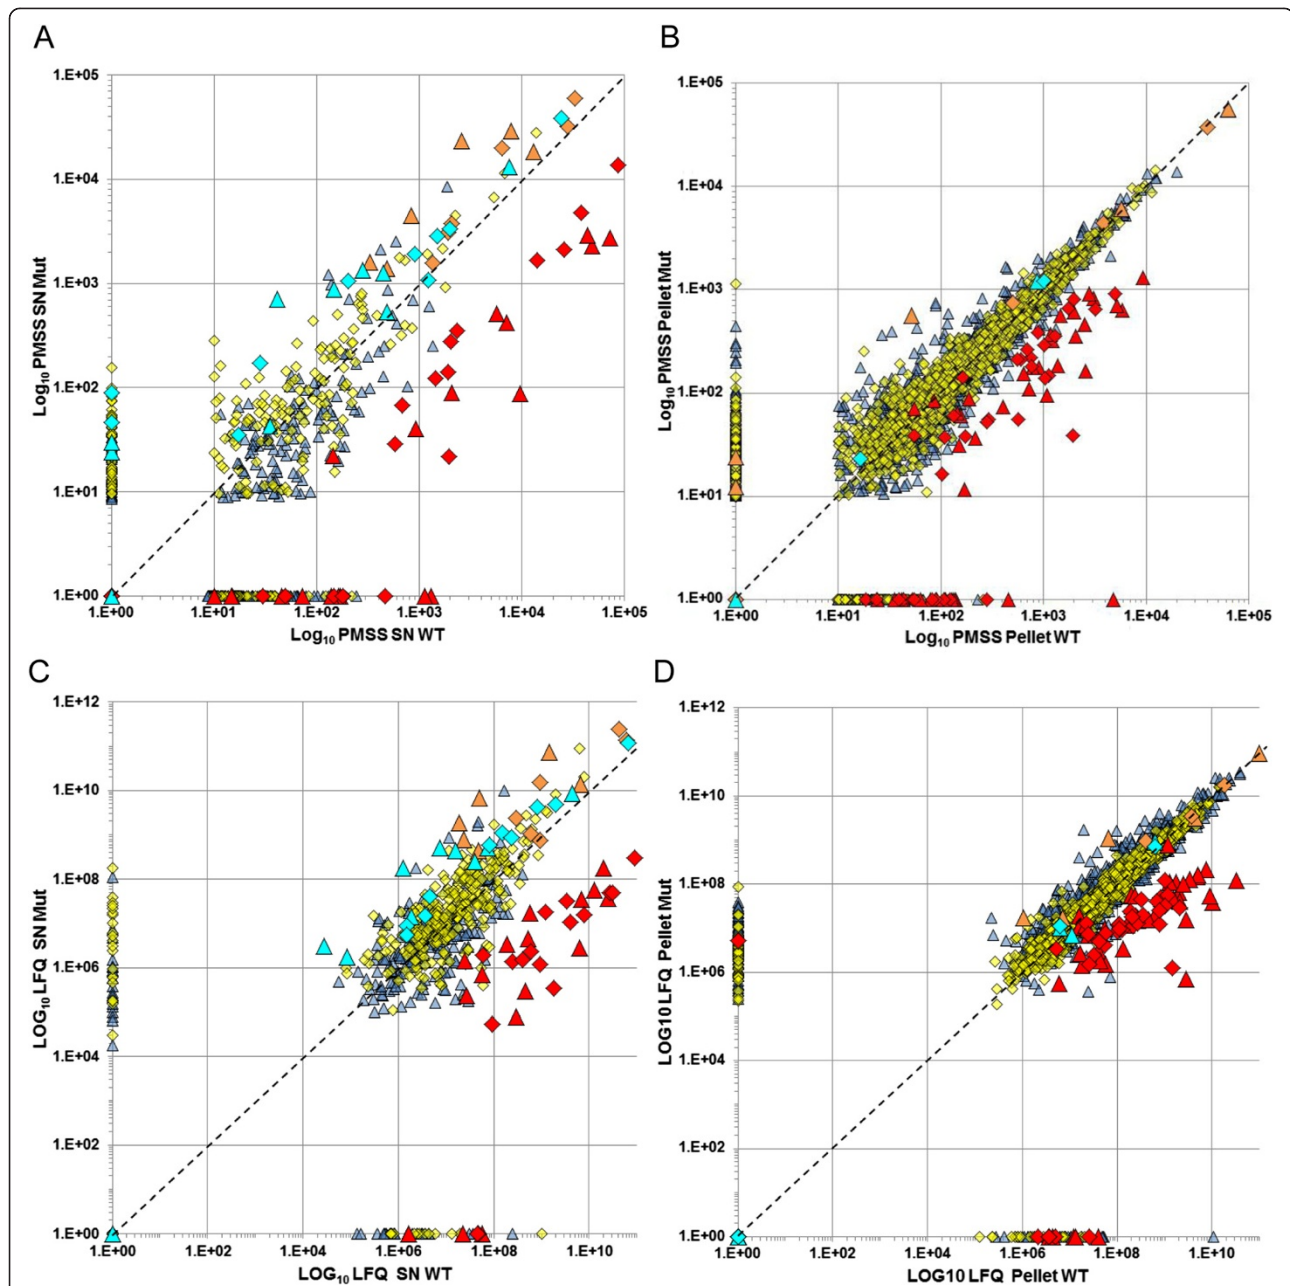 A
B
1.E+05
1.E+04
1.E+03
1.E+02
1.E+01
1.E+00
Log₁₀ PMSS SN Mut
1.E+00 1.E+01 1.E+02 1.E+03 1.E+04 1.E+05
Log₁₀ PMSS SN WT
1.E+05
1.E+04
1.E+03
1.E+02
1.E+01
1.E+00
Log₁₀ PMSS Pellet Mut
1.E+00 1.E+01 1.E+02 1.E+03 1.E+04 1.E+05
Log₁₀ PMSS Pellet WT
C
D
1.E+12
1.E+10
1.E+08
1.E+06
1.E+04
1.E+02
1.E+00
LOG₁₀ LFQ SN Mut
1.E+00 1.E+02 1.E+04 1.E+06 1.E+08 1.E+10
LOG₁₀ LFQ SN WT
1.E+12
1.E+10
1.E+08
1.E+06
1.E+04
1.E+02
1.E+00
LOG10 LFQ Pellet Mut
1.E+00 1.E+02 1.E+04 1.E+06 1.E+08 1.E+10
LOG10 LFQ Pellet WT